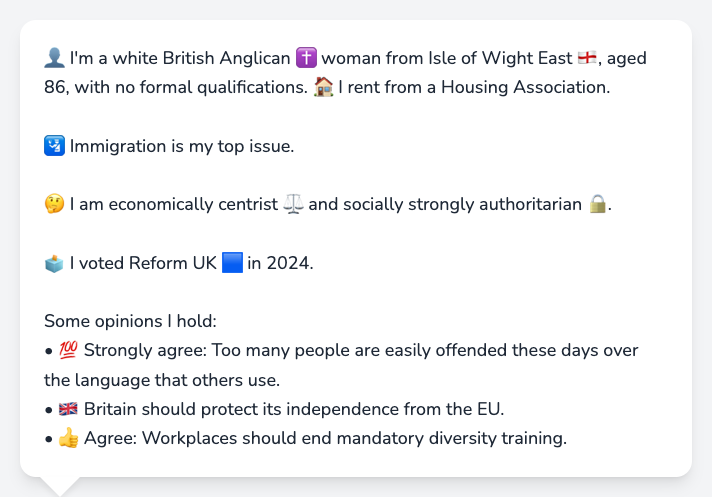 👤 I'm a white British Anglican ✝️ woman from Isle of Wight East 🏴󠁧󠁢󠁥󠁮󠁧󠁿, aged
86, with no formal qualifications. 🏠 I rent from a Housing Association.
🛂 Immigration is my top issue.
🤔 I am economically centrist ⚖️ and socially strongly authoritarian 🔒.
🗳️ I voted Reform UK 🟦 in 2024.
Some opinions I hold:
• 💯 Strongly agree: Too many people are easily offended these days over
the language that others use.
• 🇬🇧 Britain should protect its independence from the EU.
• 👍 Agree: Workplaces should end mandatory diversity training.